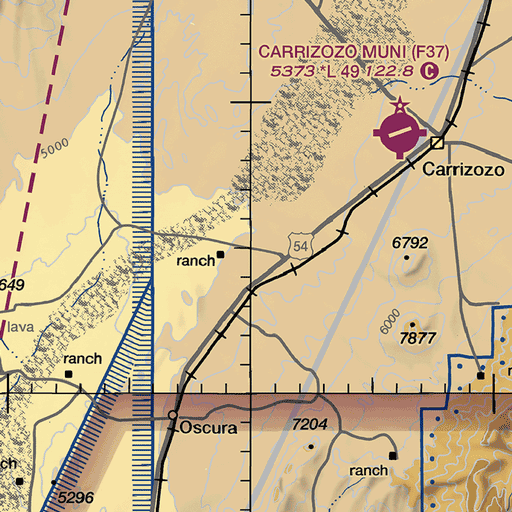 CARRIZOZO MUNI (F37)
5373 *L 49 122.8 C
5000
Carrizozo
54
6792
ranch
649
6000
lava
7877
ranch
Oscura
7204
ch
ranch
5296